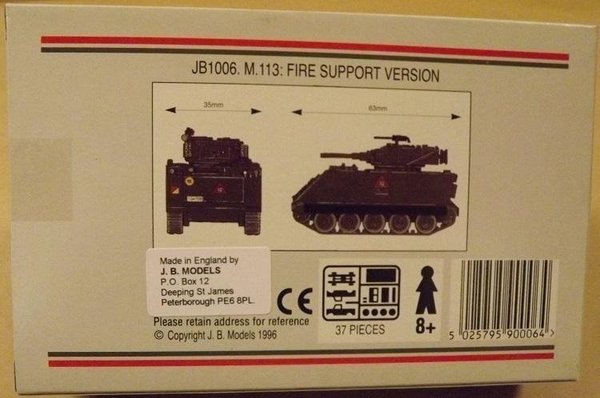 JB1006. M.113: FIRE SUPPORT VERSION
35mm
63mm
Made in England by
J. B. MODELS
P.O. Box 12
Deeping St James
Peterborough PE6 8PL.
Please retain address for reference
© Copyright J. B. Models 1996
CE
37 PIECES
8+
5 025795 900064 >